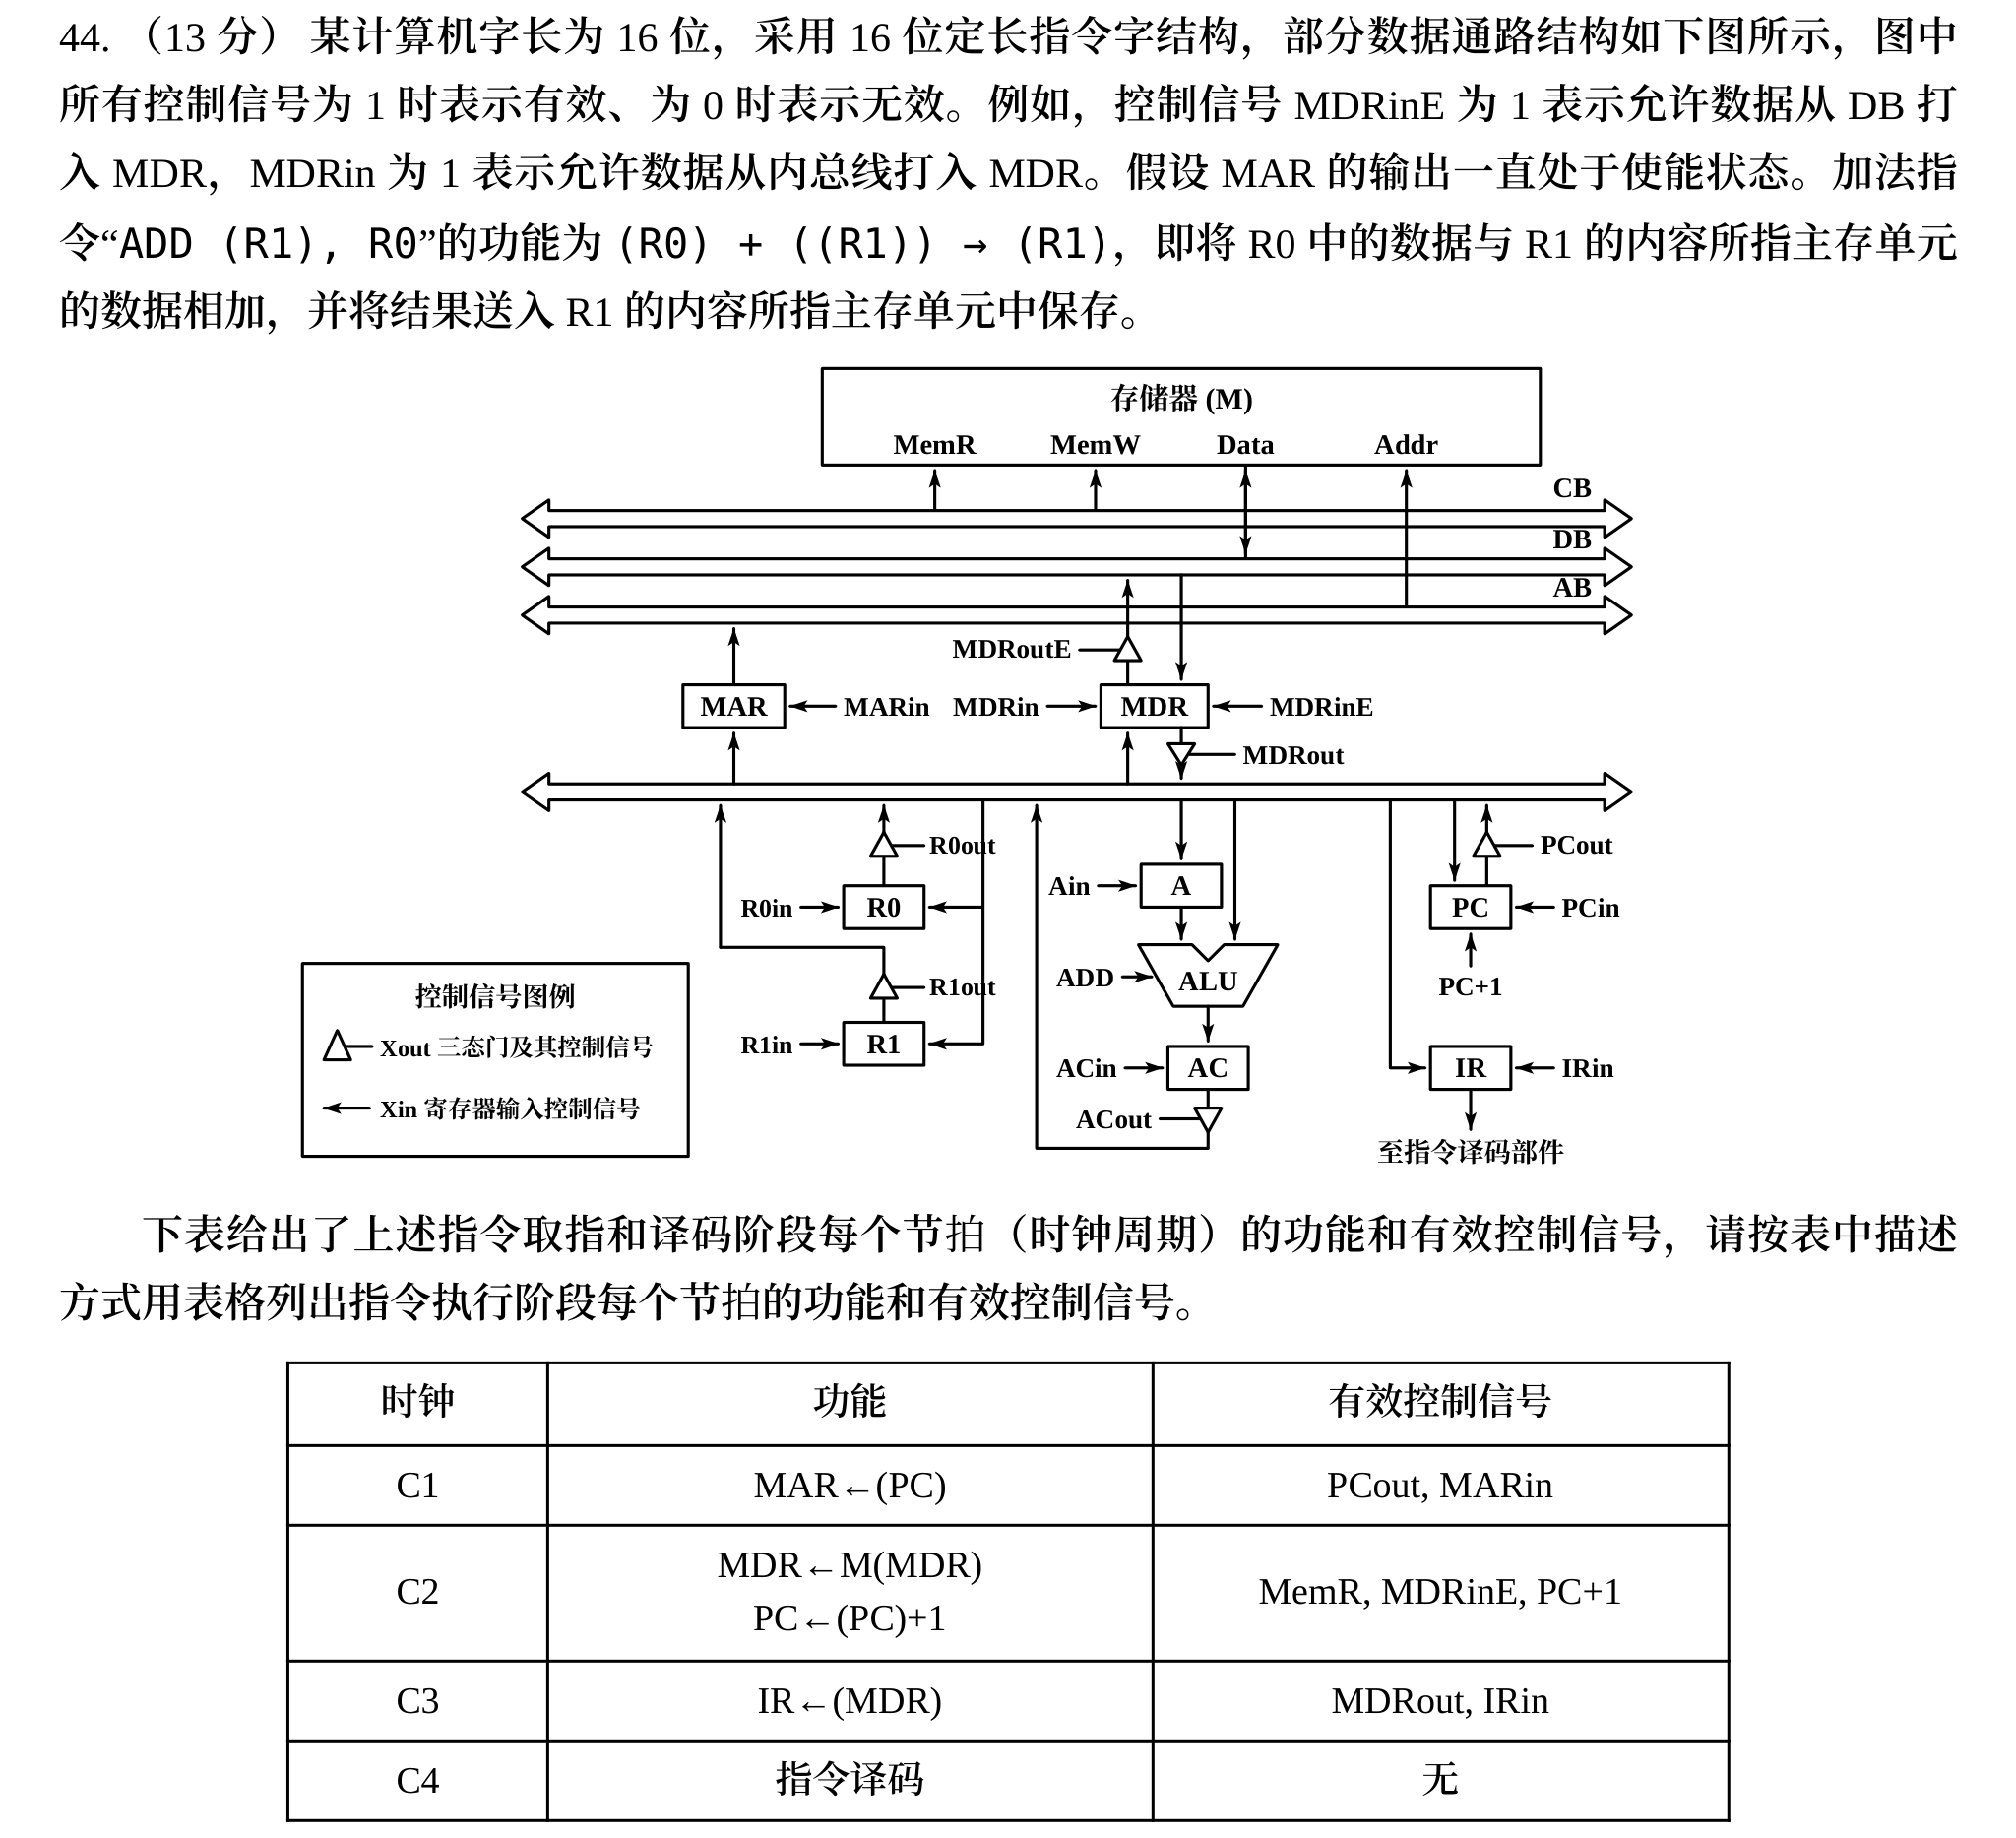 44. （13 分） 某计算机字长为 16 位，采用 16 位定长指令字结构，部分数据通路结构如下图所示，图中
所有控制信号为 1 时表示有效、为 0 时表示无效。例如，控制信号 MDRinE 为 1 表示允许数据从 DB 打
入 MDR，MDRin 为 1 表示允许数据从内总线打入 MDR。假设 MAR 的输出一直处于使能状态。加法指
令“ADD (R1), R0”的功能为 (R0) + ((R1)) → (R1)，即将 R0 中的数据与 R1 的内容所指主存单元
的数据相加，并将结果送入 R1 的内容所指主存单元中保存。
存储器 (M)
MemR MemW Data Addr
CB
DB
AB
MDRoutE
MAR MARin MDRin MDR MDRinE
MDRout
R0out PCout
Ain A
R0in R0 PC PCin
ADD ALU
控制信号图例 R1out PC+1
Xout 三态门及其控制信号 R1in R1
ACin AC IR IRin
Xin 寄存器输入控制信号 ACout
至指令译码部件
下表给出了上述指令取指和译码阶段每个节拍（时钟周期）的功能和有效控制信号，请按表中描述
方式用表格列出指令执行阶段每个节拍的功能和有效控制信号。
时钟 功能 有效控制信号
C1 MAR←(PC) PCout, MARin
MDR←M(MDR)
C2 MemR, MDRinE, PC+1
PC←(PC)+1
C3 IR←(MDR) MDRout, IRin
C4 指令译码 无